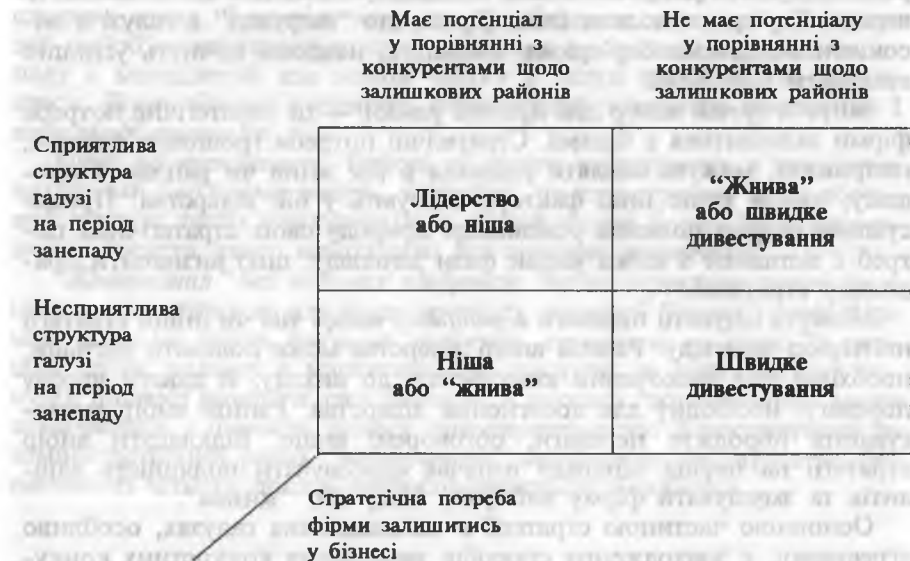 Має потенціал
у порівнянні з
конкурентами щодо
залишкових районів
Не має потенціалу
у порівнянні з
конкурентами щодо
залишкових районів
Сприятлива
структура
галузі
на період
занепаду
Лідерство
або ніша
“Жнива”
або швидке
дивестування
Несприятлива
структура
галузі
на період
занепаду
Ніша
або “жнива”
Швидке
дивестування
Стратегічна потреба
фірми залишитись
у бізнесі